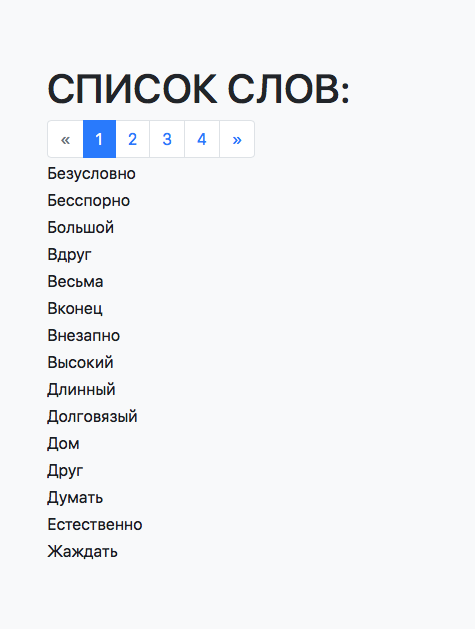 СПИСОК СЛОВ:
« 1 2 3 4 »
Безусловно
Бесспорно
Большой
Вдруг
Весьма
Вконец
Внезапно
Высокий
Длинный
Долговязый
Дом
Друг
Думать
Естественно
Жаждать